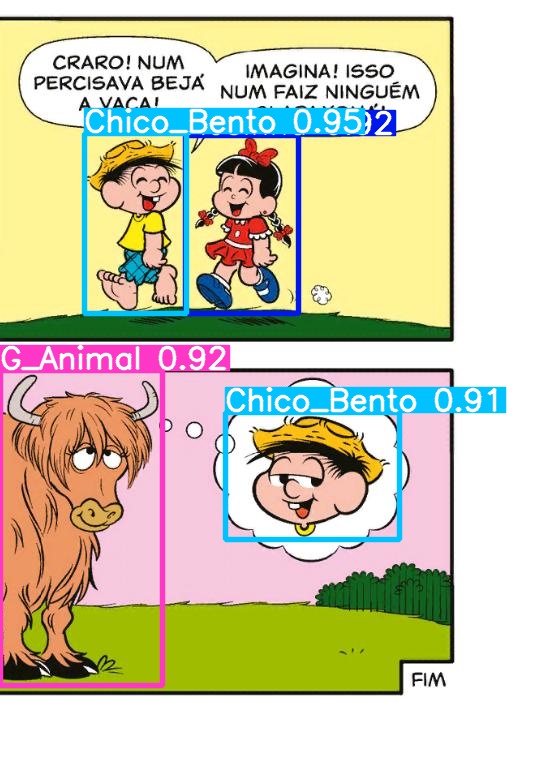 CRARO! NUM
PERCISAVA BEJÁ
A VACA!
IMAGINA! ISSO
NUM FAIZ NINGUÉM
Chico_Bento 0.95
G_Animal 0.92
Chico_Bento 0.91
FIM